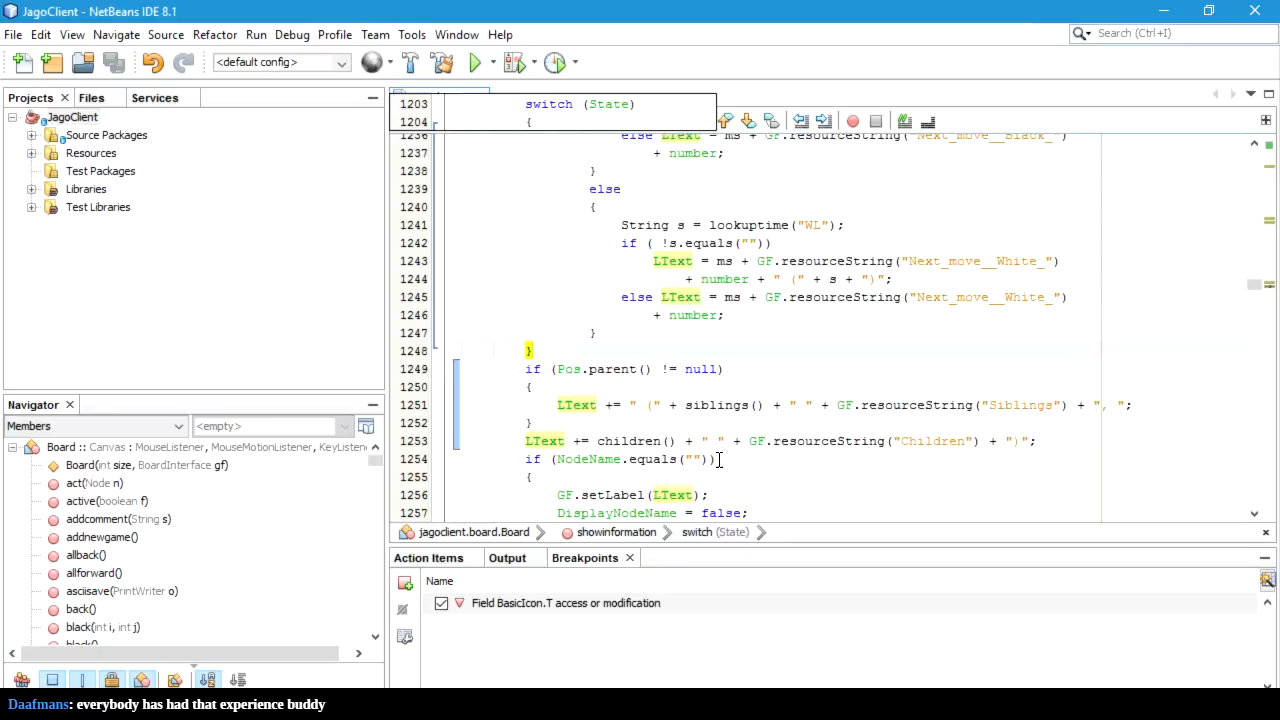 JagoClient - NetBeans IDE 8.1
File Edit View Navigate Source Refactor Run Debug Profile Team Tools Window Help
Search (Ctrl+I)
<default config>
Projects Files Services
JagoClient
Source Packages
Resources
Test Packages
Libraries
Test Libraries
Navigator
Members <empty>
Board :: Canvas : MouseListener, MouseMotionListener, KeyListen
Board(int size, BoardInterface gf)
act(Node n)
active(boolean f)
addcomment(String s)
addnewgame()
allback()
allforward()
asciisave(PrintWriter o)
back()
black(int i, int j)
black()
1203 switch (State)
1204 {
1236 else LText = ms + GF.resourceString("Next_move__Black_")
1237 + number;
1238 }
1239 else
1240 {
1241 String s = lookuptime("WL");
1242 if ( !s.equals(""))
1243 LText = ms + GF.resourceString("Next_move__White_")
1244 + number + " (" + s + ")";
1245 else LText = ms + GF.resourceString("Next_move__White_")
1246 + number;
1247 }
1248 }
1249 if (Pos.parent() != null)
1250 {
1251 LText += " (" + siblings() + " " + GF.resourceString("Siblings") + ", ";
1252 }
1253 LText += children() + " " + GF.resourceString("Children") + ")";
1254 if (NodeName.equals(""))
1255 {
1256 GF.setLabel(LText);
1257 DisplayNodeName = false;
jagoclient.board.Board showinformation switch (State)
Action Items Output Breakpoints
Name
Field BasicIcon.T access or modification
Daafmans: everybody has had that experience buddy